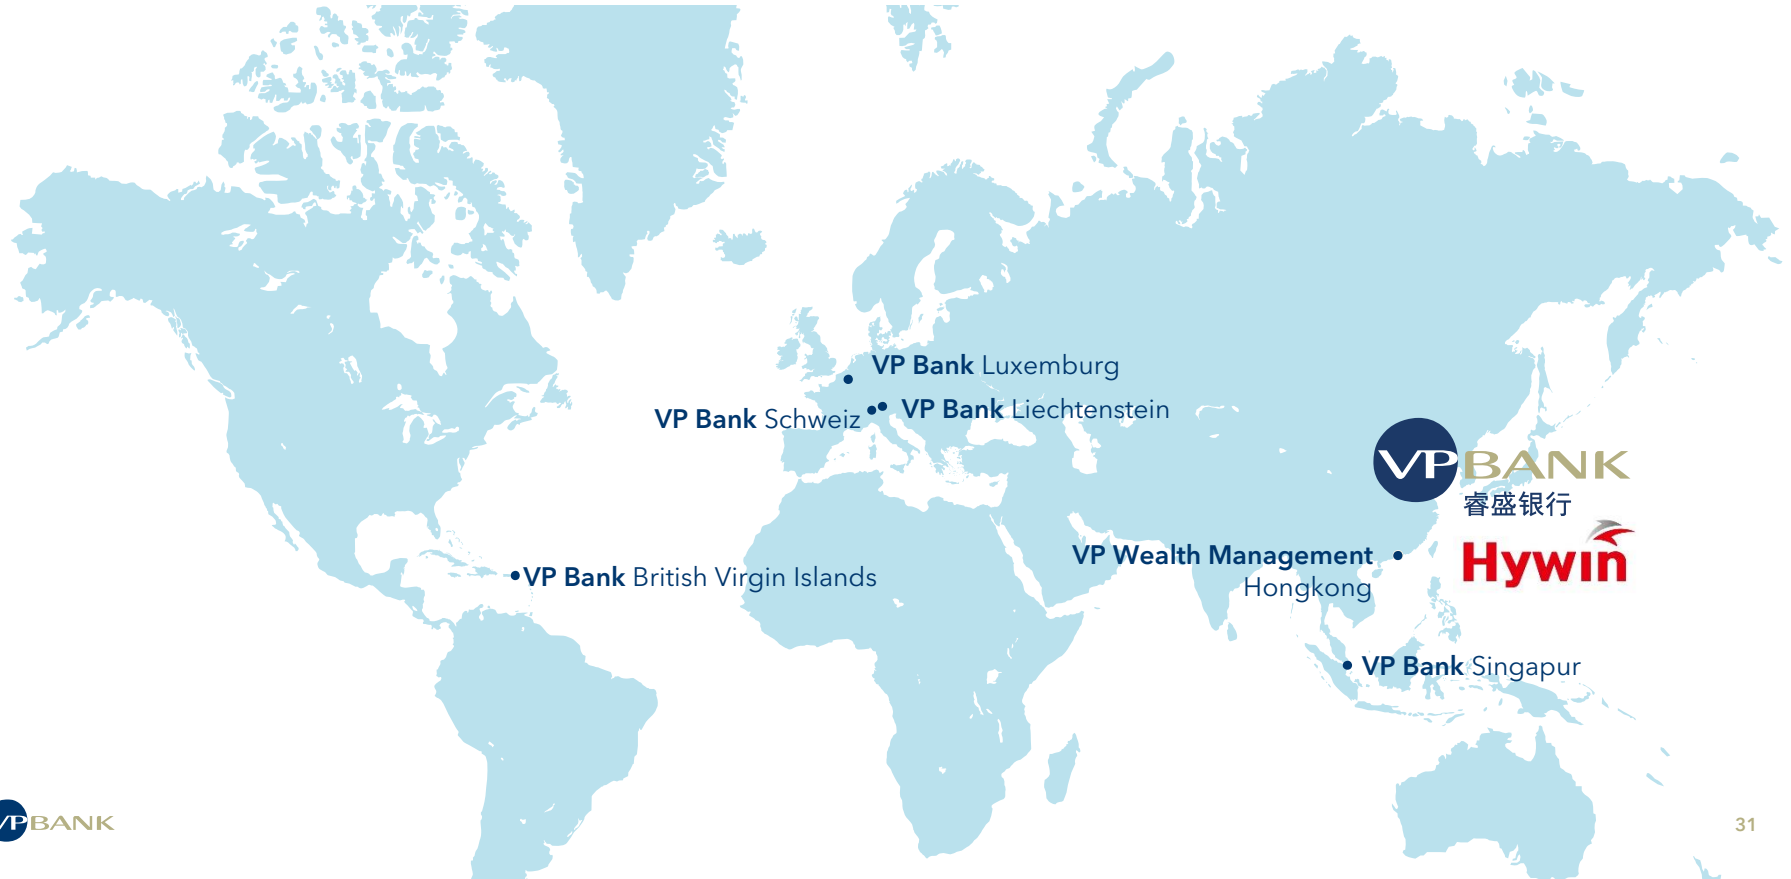 VP Bank Luxemburg
VP Bank Schweiz
VP Bank Liechtenstein
VPBANK
睿盛银行
Hywin
VP Wealth Management
Hongkong
VP Bank British Virgin Islands
VP Bank Singapur
VPBANK
31